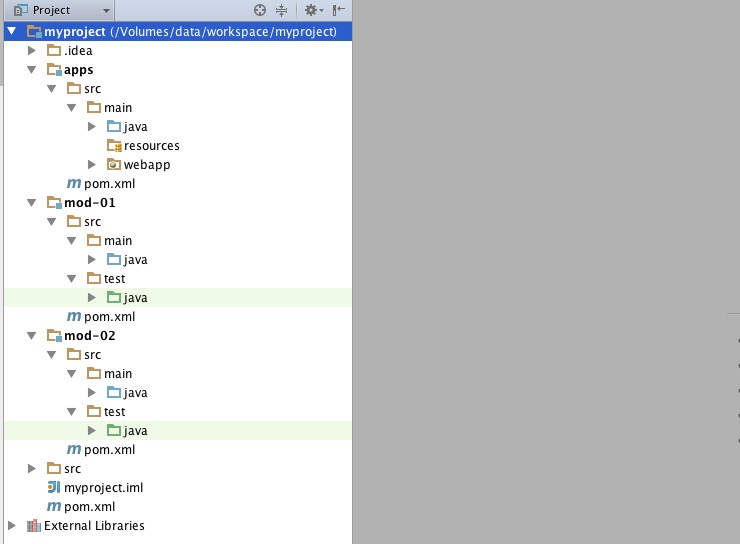 Project
myproject (/Volumes/data/workspace/myproject)
.idea
apps
src
main
java
resources
webapp
m pom.xml
mod-01
src
main
java
test
java
m pom.xml
mod-02
src
main
java
test
java
m pom.xml
src
myproject.iml
m pom.xml
External Libraries